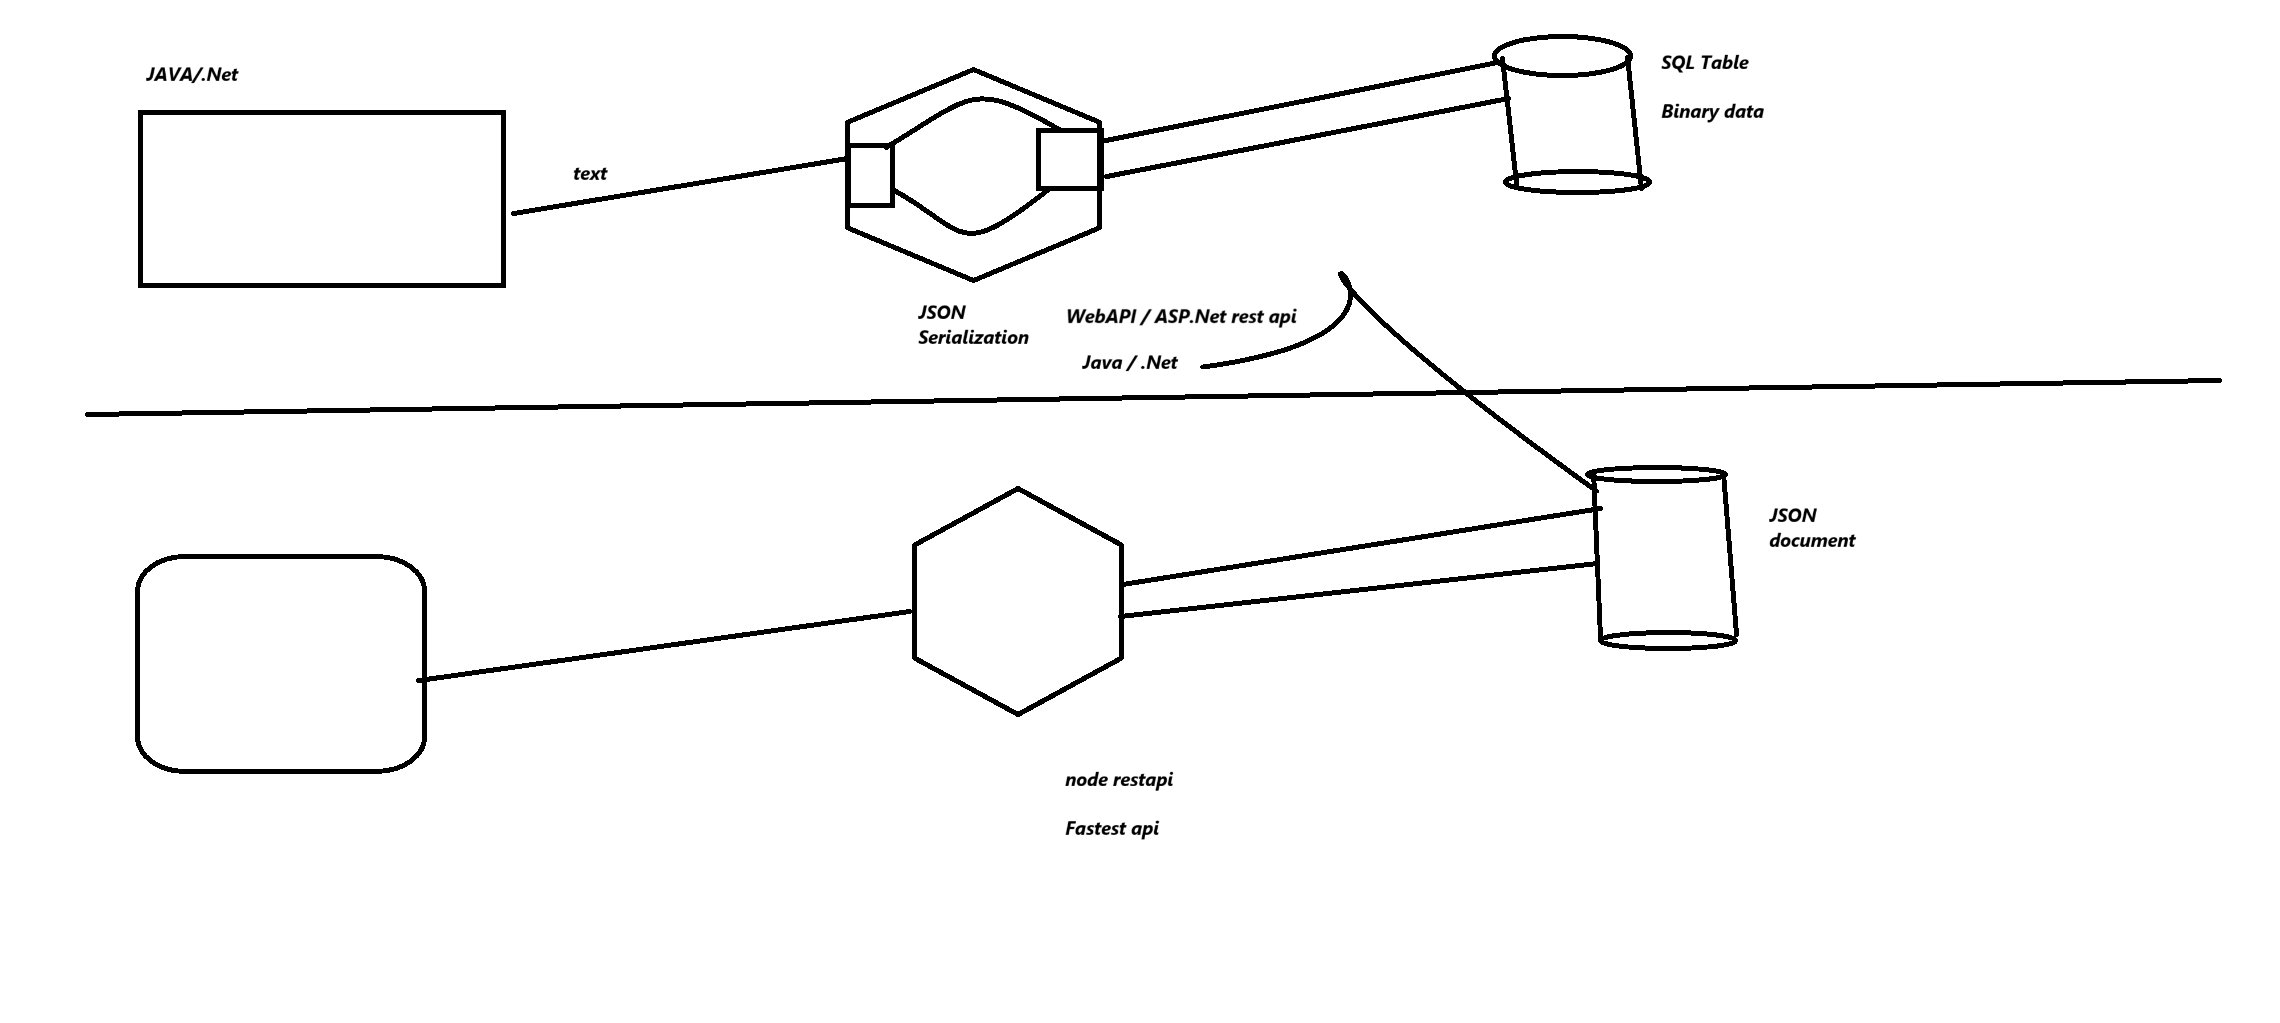 JAVA/.Net
SQL Table
Binary data
text
JSON
Serialization
WebAPI / ASP.Net rest api
Java / .Net
JSON
document
node restapi
Fastest api